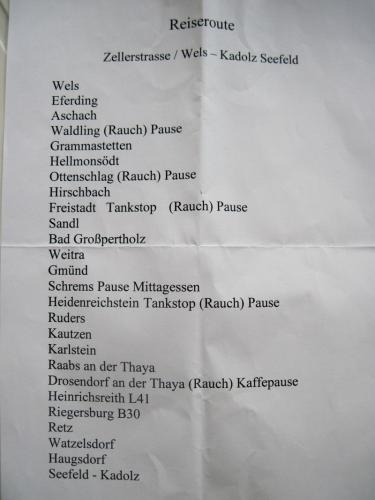 Reiseroute
Zellerstrasse / Wels – Kadolz Seefeld
Wels
Eferding
Aschach
Waldling (Rauch) Pause
Grammastetten
Hellmonsödt
Ottenschlag (Rauch) Pause
Hirschbach
Freistadt Tankstop (Rauch) Pause
Sandl
Bad Großpertholz
Weitra
Gmünd
Schrems Pause Mittagessen
Heidenreichstein Tankstop (Rauch) Pause
Ruders
Kautzen
Karlstein
Raabs an der Thaya
Drosendorf an der Thaya (Rauch) Kaffepause
Heinrichsreith L41
Riegersburg B30
Retz
Watzelsdorf
Haugsdorf
Seefeld - Kadolz